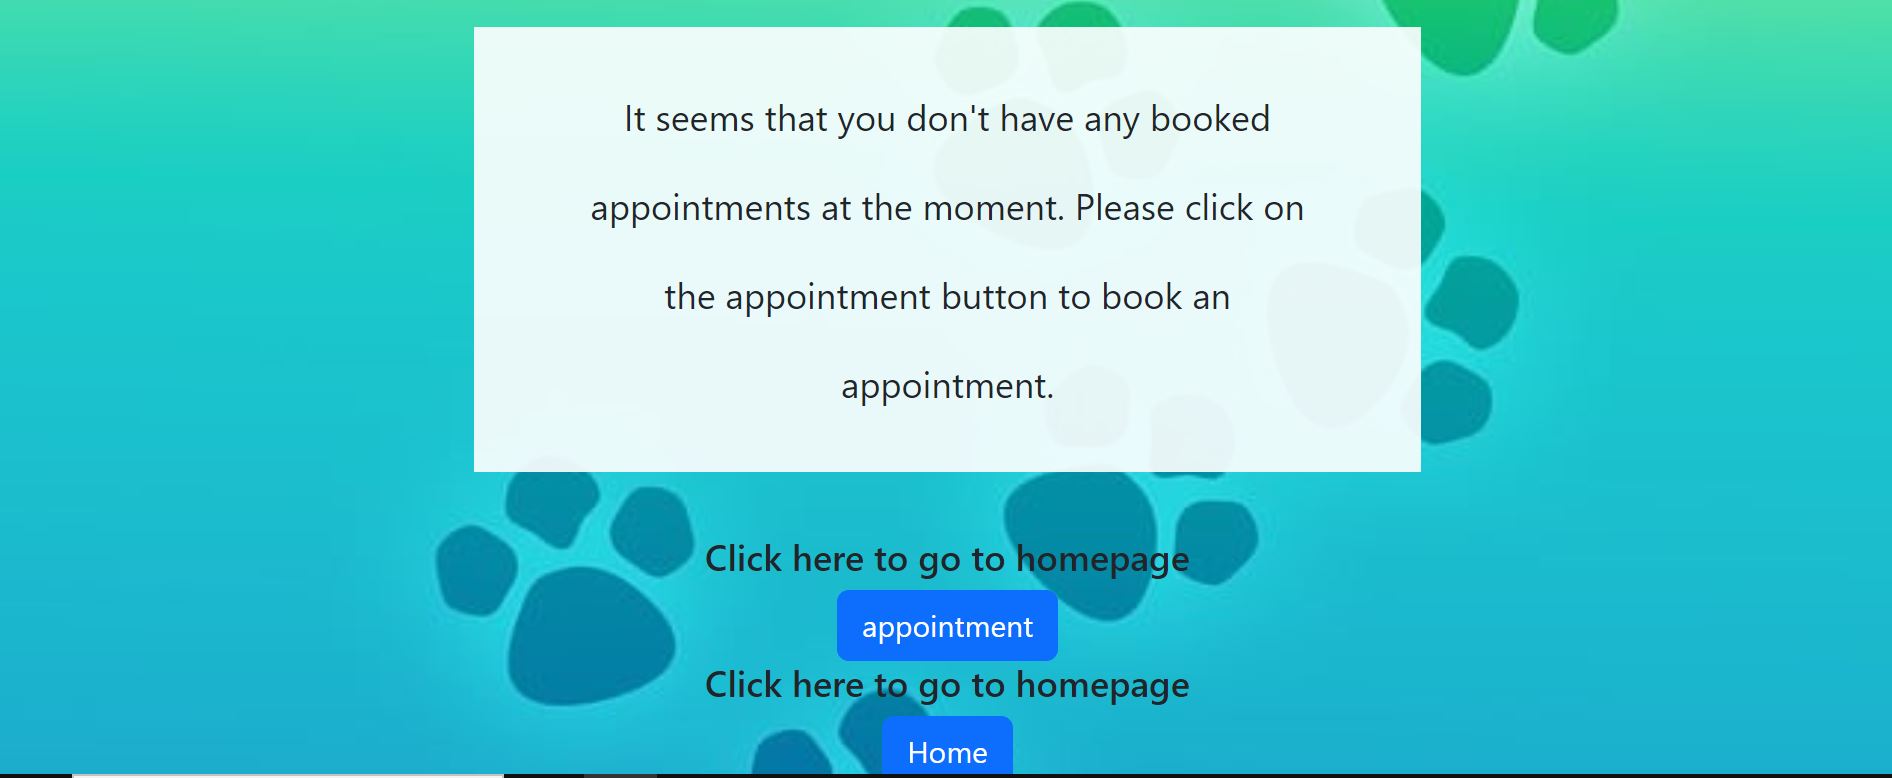 It seems that you don't have any booked
appointments at the moment. Please click on
the appointment button to book an
appointment.
Click here to go to homepage
appointment
Click here to go to homepage
Home